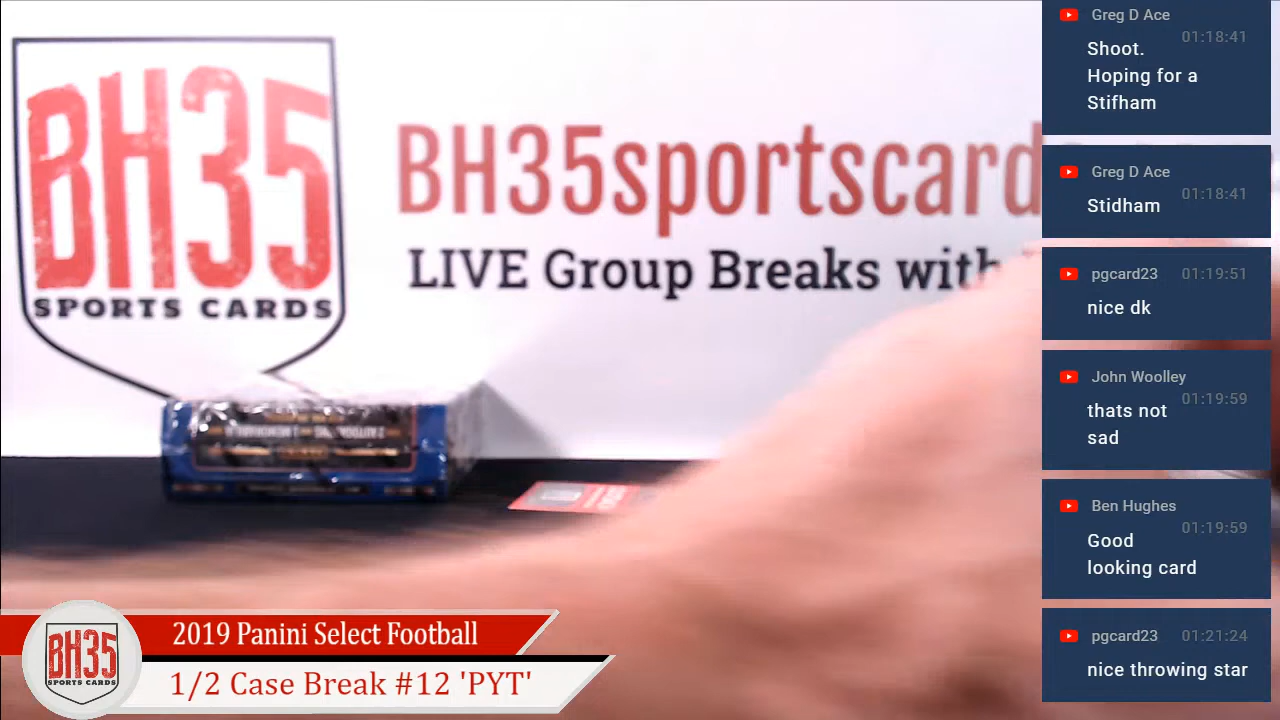 BH35
SPORTS CARDS
BH35sportscard
LIVE Group Breaks with
Greg D Ace
01:18:41
Shoot.
Hoping for a
Stifham
Greg D Ace
01:18:41
Stidham
pgcard23
01:19:51
nice dk
John Woolley
01:19:59
thats not
sad
Ben Hughes
01:19:59
Good
looking card
pgcard23
01:21:24
nice throwing star
BH35
SPORTS CARDS
2019 Panini Select Football
1/2 Case Break #12 'PYT'